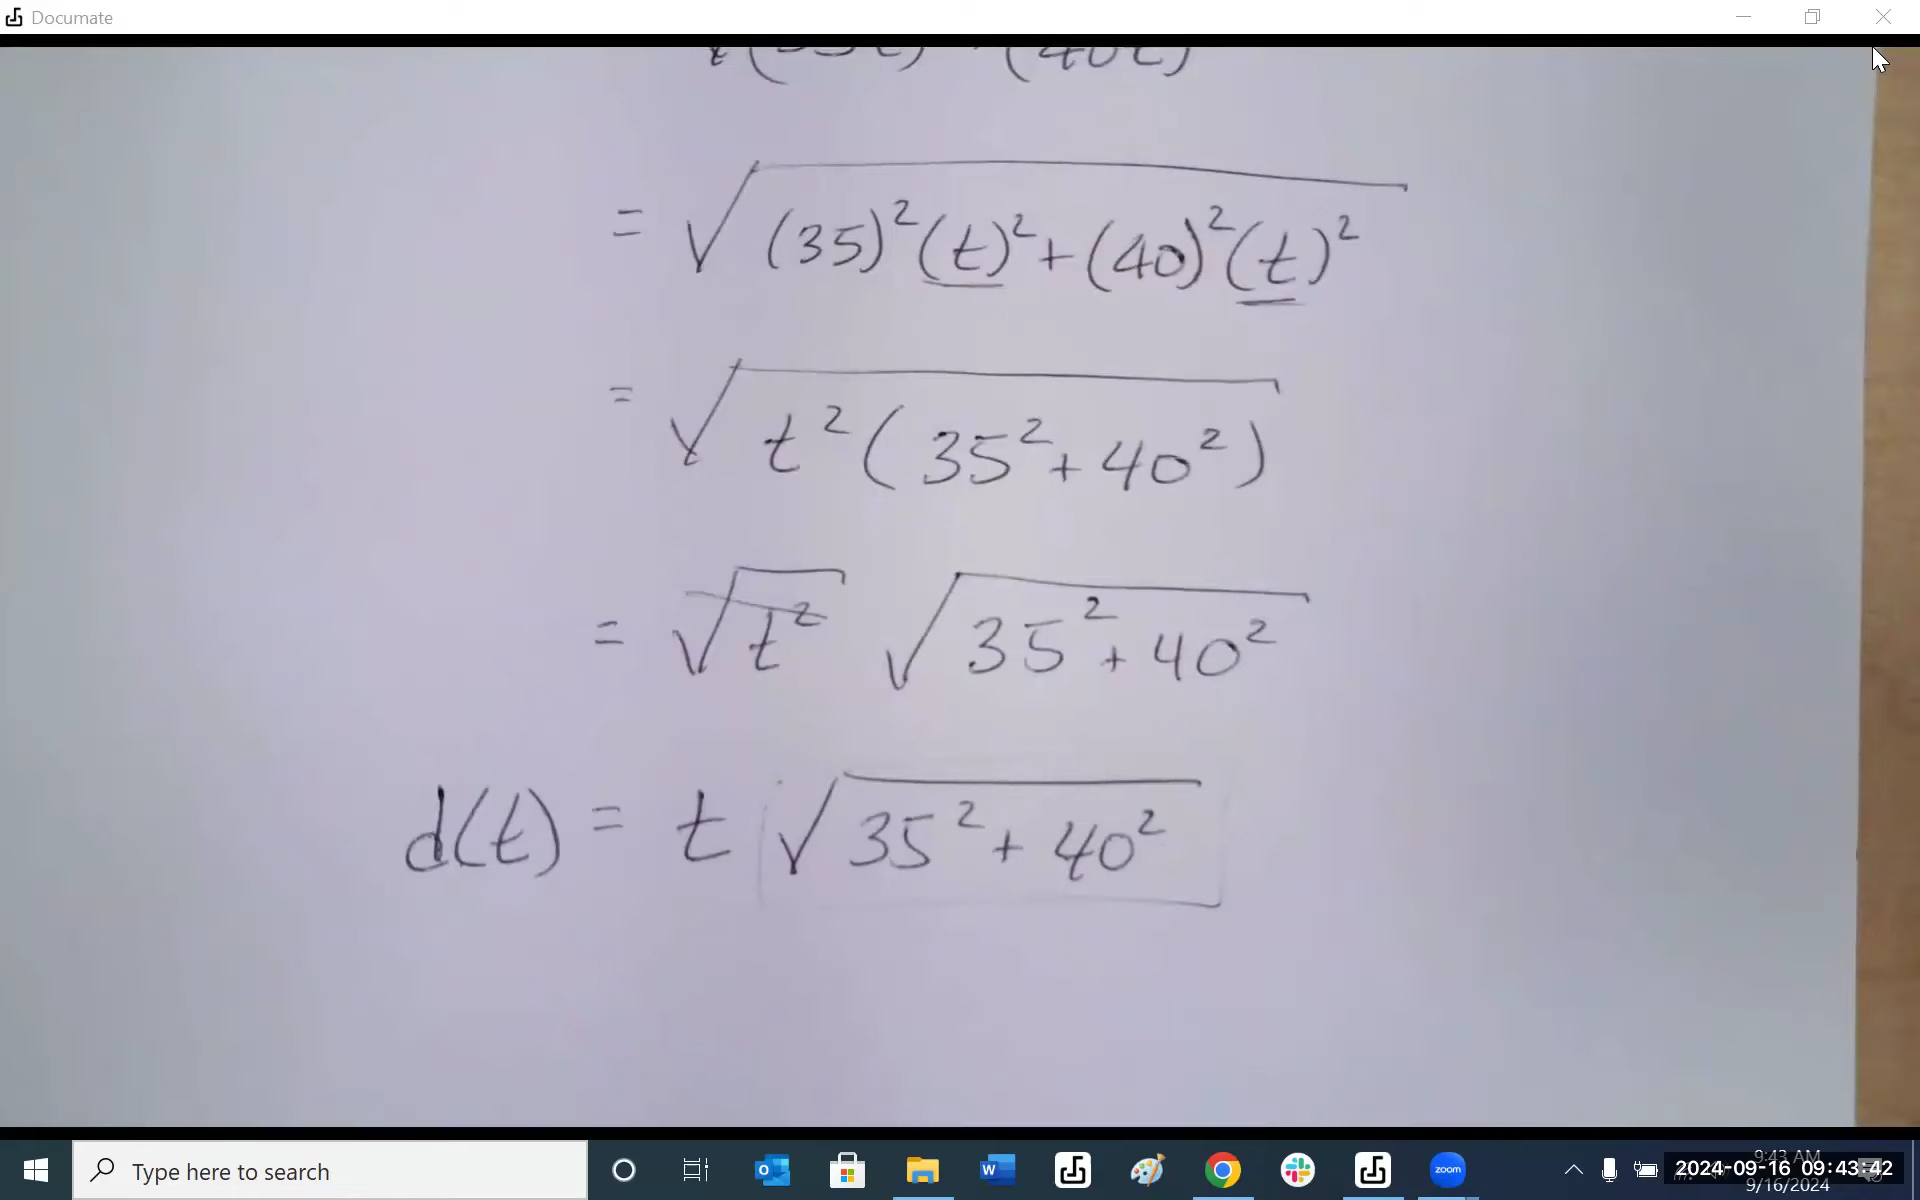 Documate
= √((35)²(t)² + (40)²(t)²)
= √(t²(35² + 40²))
= √t² √(35² + 40²)
d(t) = t √(35² + 40²)
Type here to search
zoom
2024-09-16 09:43:42
9/16/2024